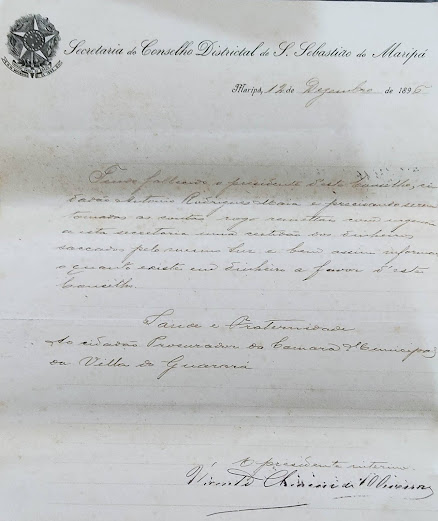 Secretaria do Conselho Districtal de S. Sebastião do Maripá
Maripá, 12 de Dezembro de 1896
Tendo fallecido o presidente d'este Conselho, ci-
dadão Antonio Rodrigues e precisando serem
tomadas as contas, rogo remetter com urgencia
a esta secretaria uma certidão dos dinheiros
saccados pelo mesmo e bem assim informar
o quanto existe em dinheiro a favor d'este
Conselho.
Saude e Fraternidade
Ao cidadão Procurador da Camara Municipal
da Villa do Guarará
O presidente interino
Vicente